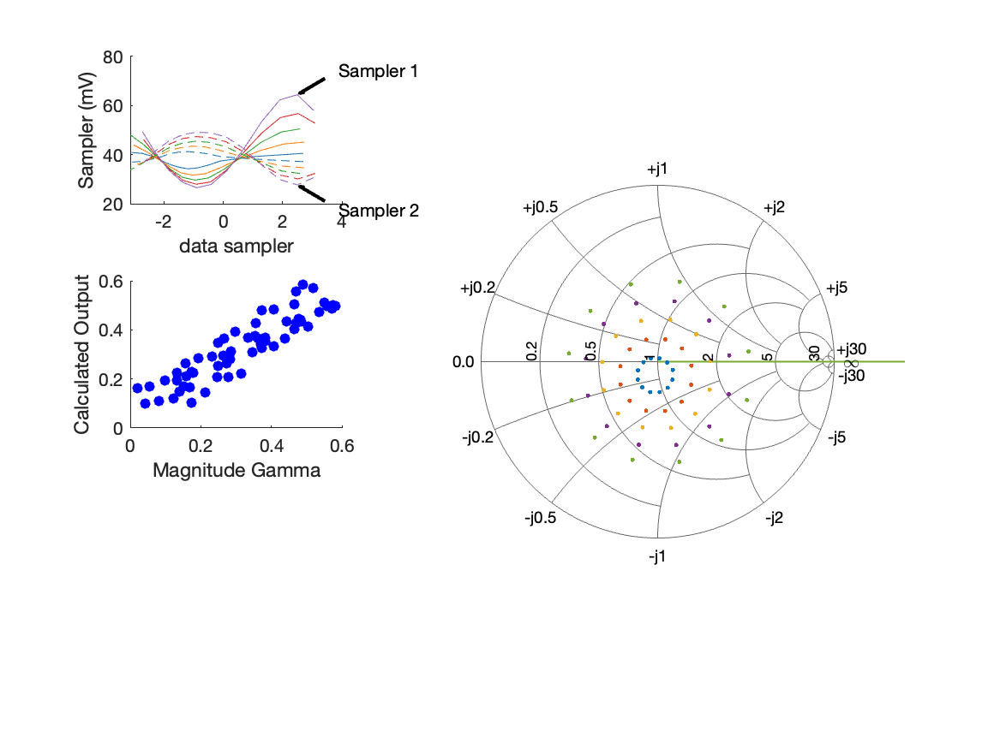 80
60
40
20
Sampler (mV)
-2
0
2
4
data sampler
Sampler 1
Sampler 2
0.6
0.4
0.2
0
Calculated Output
0
0.2
0.4
0.6
Magnitude Gamma
+j1
+j0.5
+j2
+j0.2
+j5
0.0
0.2
0.5
1
2
5
30
+j30
∞
-j30
-j0.2
-j5
-j0.5
-j2
-j1